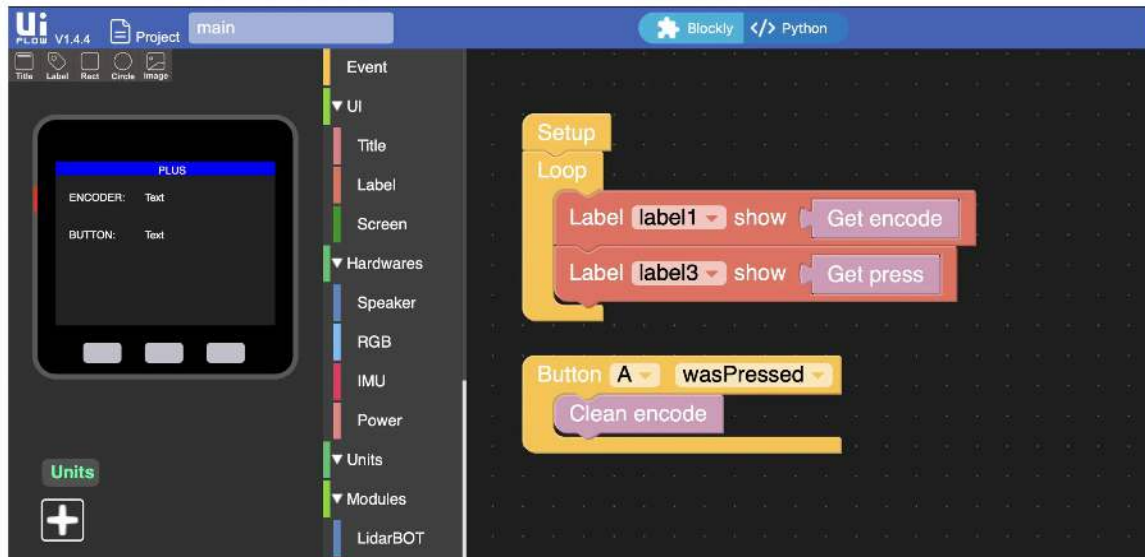 Ui
FLOW V1.4.4 Project main Blockly </> Python
Title Label Rect Circle Image
PLUS
ENCODER: Text
BUTTON: Text
Units
Event
UI
Title
Label
Screen
Hardwares
Speaker
RGB
IMU
Power
Units
Modules
LidarBOT
Setup
Loop
Label label1 show Get encode
Label label3 show Get press
Button A wasPressed
Clean encode